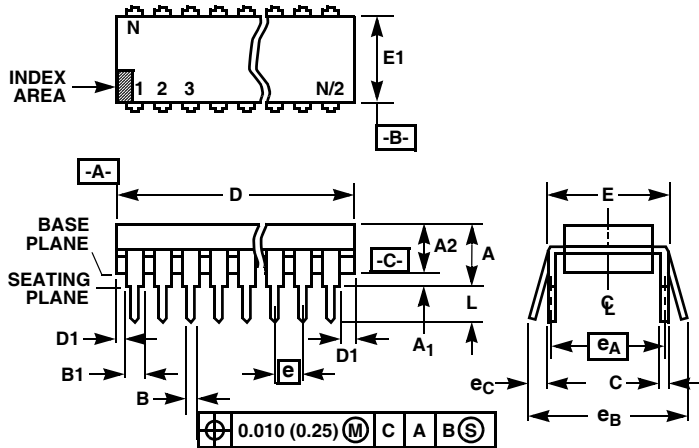 N
E1
INDEX
AREA
1 2 3 N/2
-B-
-A-
D
E
BASE
PLANE
A2
A
-C-
SEATING
PLANE
L
C̲L
D1
A1
D1
eA
B1
e
eC
C
B
eB
0.010 (0.25) M C A B S